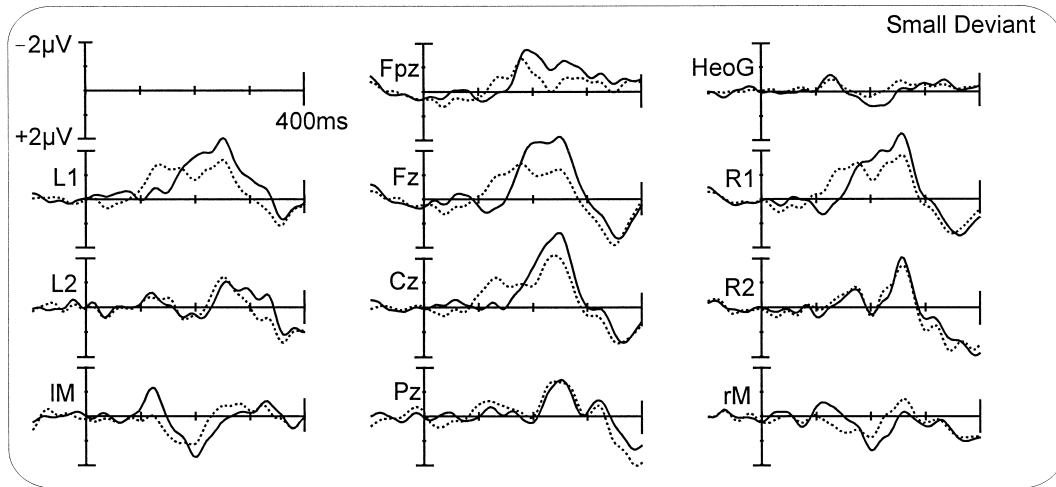 Small Deviant
−2µV
+2µV
400ms
Fpz
HeoG
L1
Fz
R1
L2
Cz
R2
lM
Pz
rM